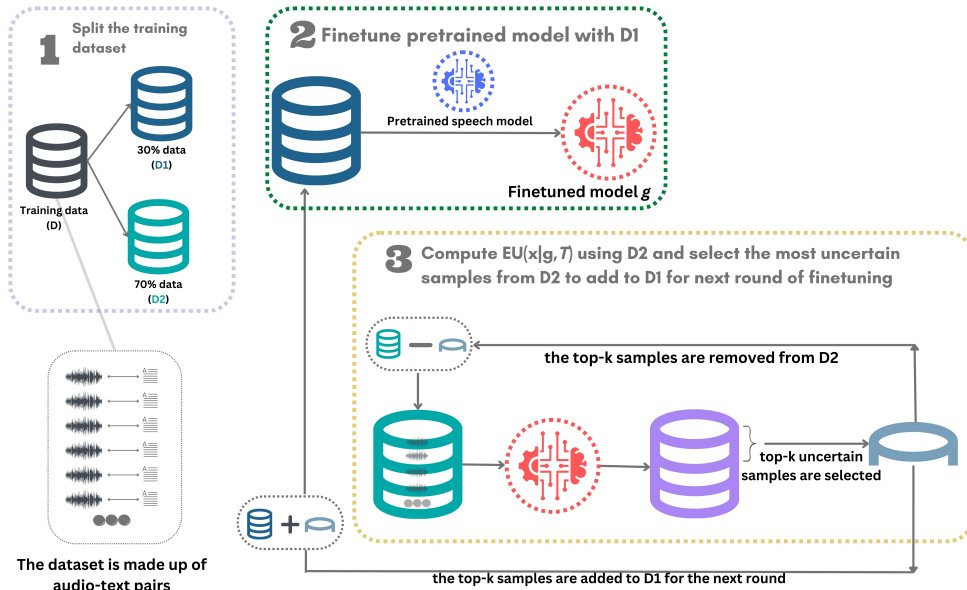 1
Split the training
dataset
30% data
(D1)
Training data
(D)
70% data
(D2)
The dataset is made up of
audio-text pairs
2 Finetune pretrained model with D1
Pretrained speech model
Finetuned model g
3 Compute EU(x|g,T) using D2 and select the most uncertain
samples from D2 to add to D1 for next round of finetuning
the top-k samples are removed from D2
top-k uncertain
samples are selected
the top-k samples are added to D1 for the next round